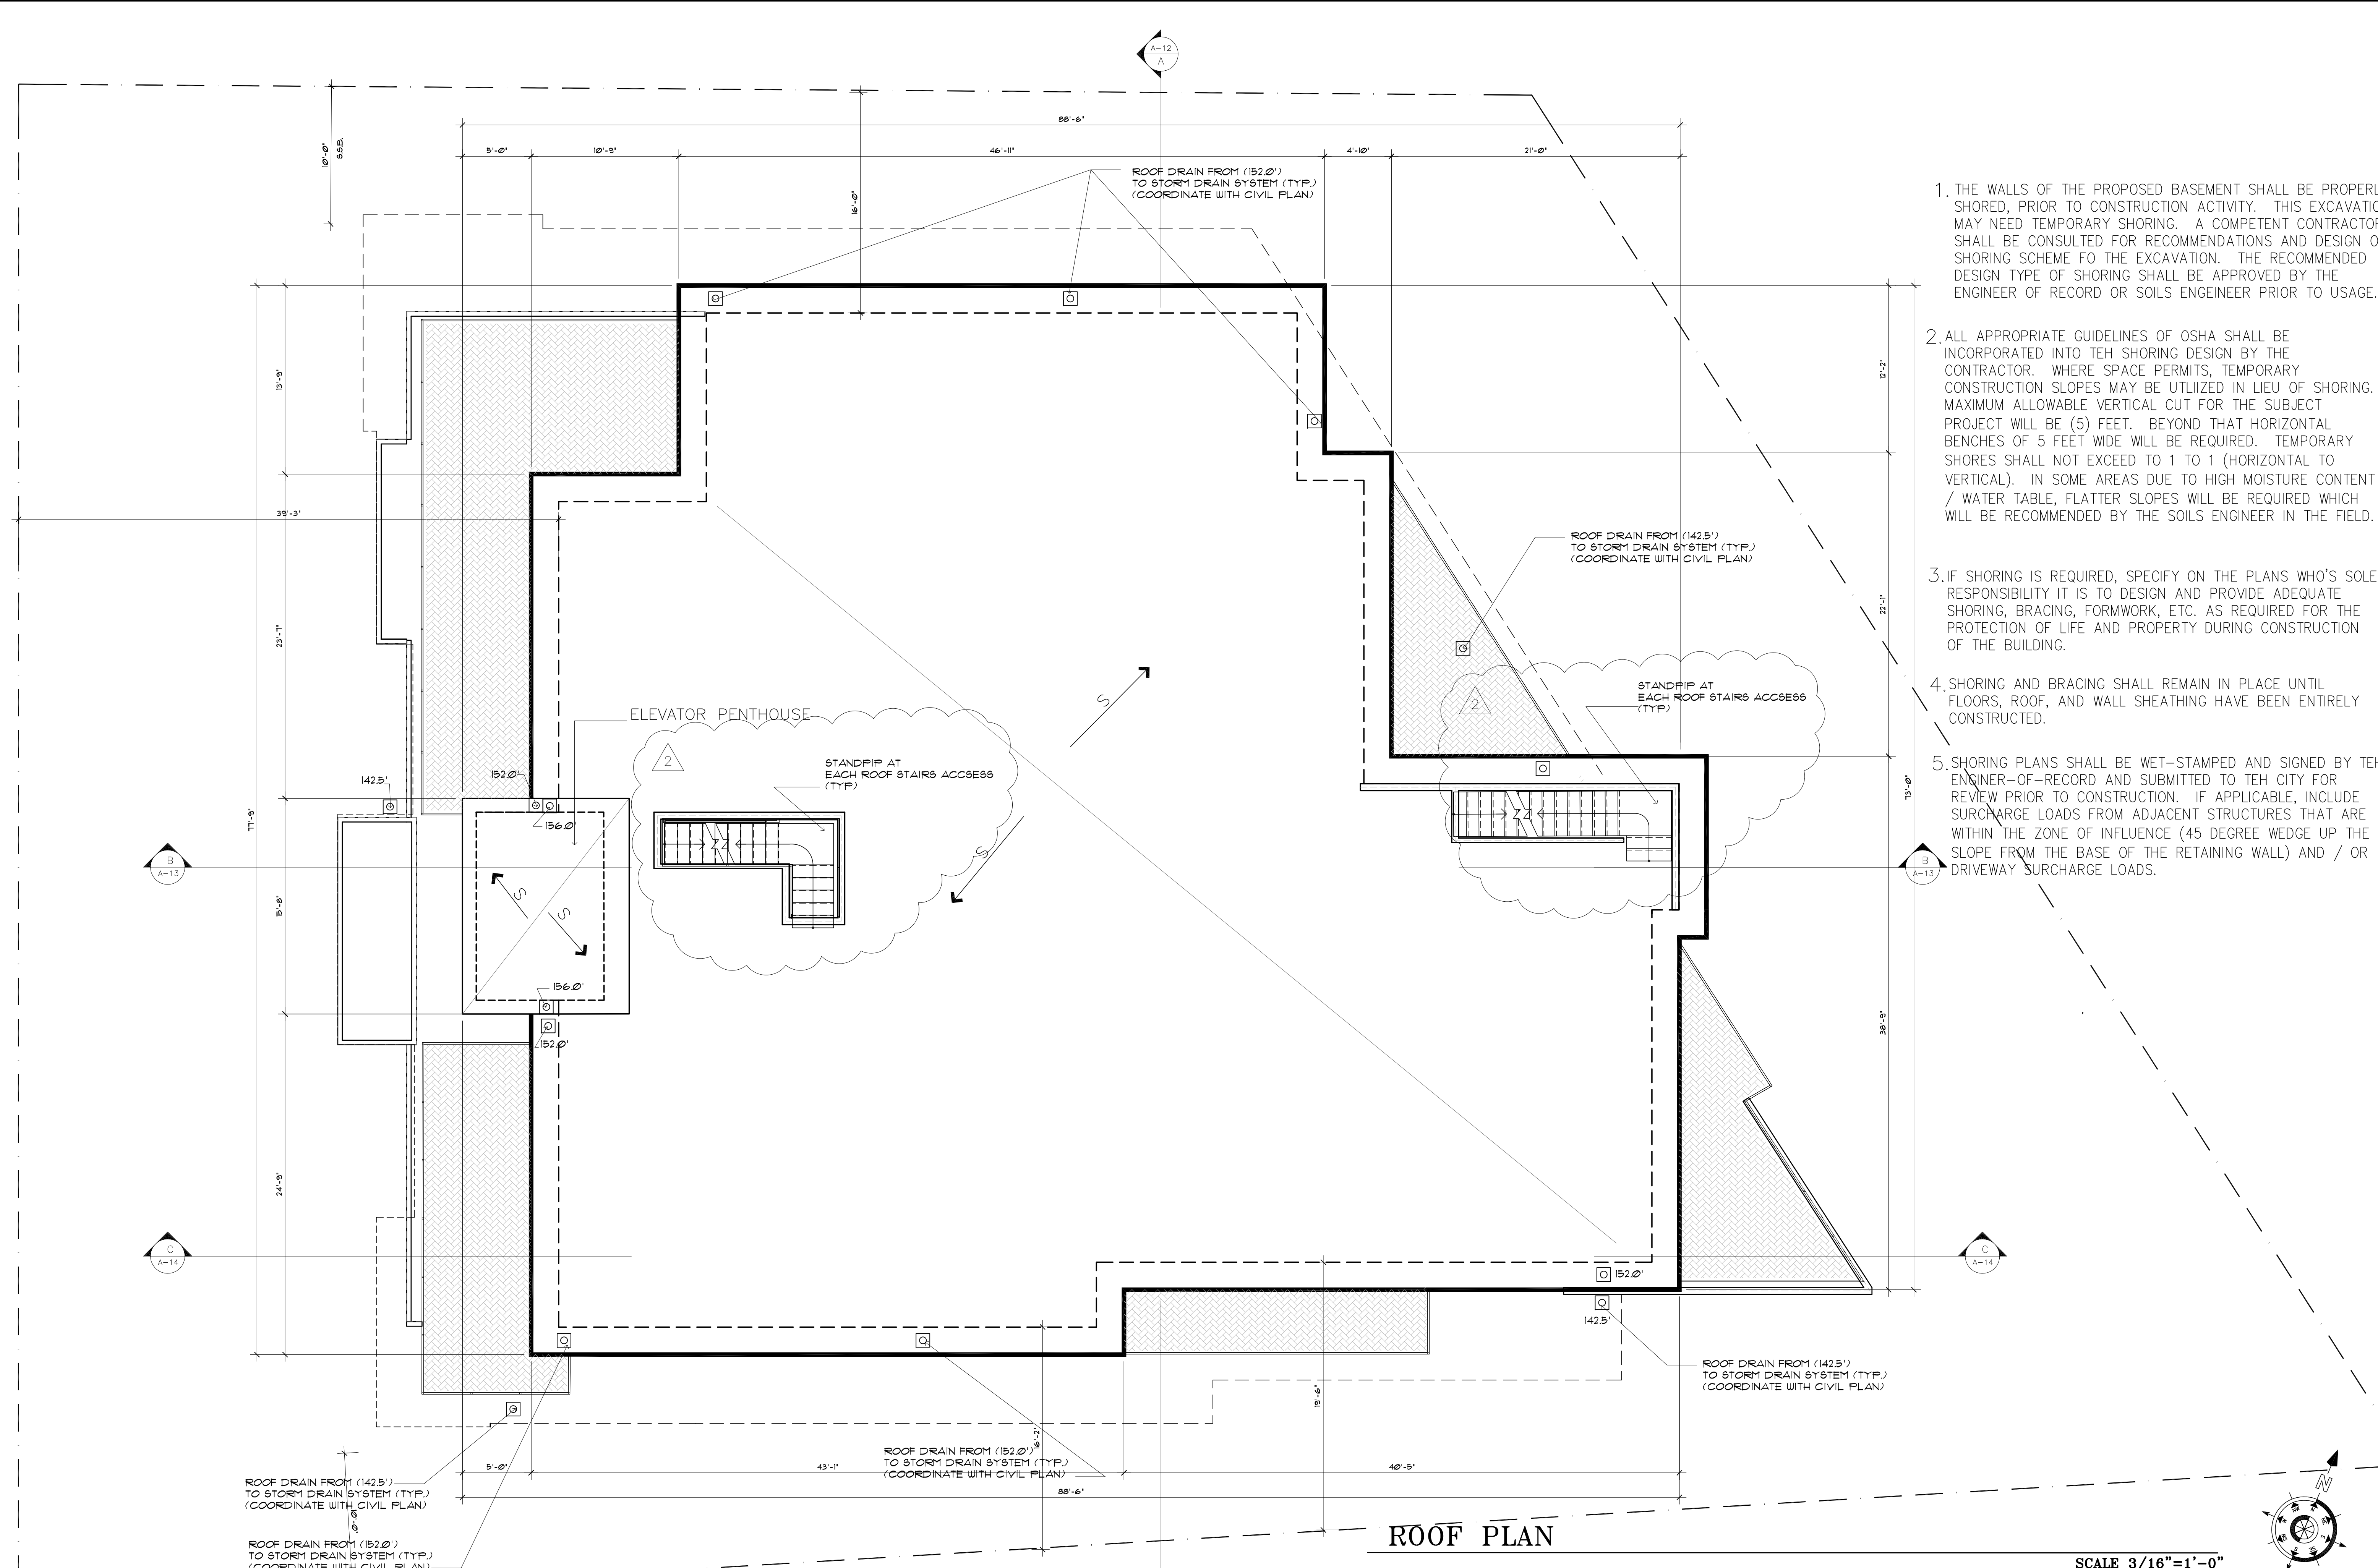 A-12
A
88'-6"
5'-0"
10'-9"
46'-11"
4'-10"
21'-0"
10'-0"
S.S.B.
16'-0"
ROOF DRAIN FROM (152.0')
TO STORM DRAIN SYSTEM (TYP.)
(COORDINATE WITH CIVIL PLAN)
1. THE WALLS OF THE PROPOSED BASEMENT SHALL BE
SHORED, PRIOR TO CONSTRUCTION ACTIVITY. THIS
MAY NEED TEMPORARY SHORING. A COMPETENT
SHALL BE CONSULTED FOR RECOMMENDATIONS AND DESIGN
SHORING SCHEME FO THE EXCAVATION. THE RECOMMENDED
DESIGN TYPE OF SHORING SHALL BE APPROVED BY THE
ENGINEER OF RECORD OR SOILS ENGEINEER PRIOR TO USAGE.
2. ALL APPROPRIATE GUIDELINES OF OSHA SHALL BE
INCORPORATED INTO TEH SHORING DESIGN BY THE
CONTRACTOR. WHERE SPACE PERMITS, TEMPORARY
CONSTRUCTION SLOPES MAY BE UTLIIZED IN LIEU OF SHORING.
MAXIMUM ALLOWABLE VERTICAL CUT FOR THE SUBJECT
PROJECT WILL BE (5) FEET. BEYOND THAT HORIZONTAL
BENCHES OF 5 FEET WIDE WILL BE REQUIRED. TEMPORARY
SHORES SHALL NOT EXCEED TO 1 TO 1 (HORIZONTAL TO
VERTICAL). IN SOME AREAS DUE TO HIGH MOISTURE CONTENT
/ WATER TABLE, FLATTER SLOPES WILL BE REQUIRED WHICH
WILL BE RECOMMENDED BY THE SOILS ENGINEER IN THE FIELD.
3. IF SHORING IS REQUIRED, SPECIFY ON THE PLANS WHO'S SOLE
RESPONSIBILITY IT IS TO DESIGN AND PROVIDE ADEQUATE
SHORING, BRACING, FORMWORK, ETC. AS REQUIRED FOR THE
PROTECTION OF LIFE AND PROPERTY DURING CONSTRUCTION
OF THE BUILDING.
4. SHORING AND BRACING SHALL REMAIN IN PLACE UNTIL
FLOORS, ROOF, AND WALL SHEATHING HAVE BEEN ENTIRELY
CONSTRUCTED.
5. SHORING PLANS SHALL BE WET-STAMPED AND SIGNED BY
ENGINER-OF-RECORD AND SUBMITTED TO TEH CITY FOR
REVIEW PRIOR TO CONSTRUCTION. IF APPLICABLE, INCLUDE
SURCHARGE LOADS FROM ADJACENT STRUCTURES THAT ARE
WITHIN THE ZONE OF INFLUENCE (45 DEGREE WEDGE UP THE
SLOPE FROM THE BASE OF THE RETAINING WALL) AND / OR
DRIVEWAY SURCHARGE LOADS.
13'-9"
12'-2"
39'-3"
ROOF DRAIN FROM (142.5')
TO STORM DRAIN SYSTEM (TYP.)
(COORDINATE WITH CIVIL PLAN)
22'-1"
23'-7"
S
STANDPIP AT
EACH ROOF STAIRS ACCSESS
(TYP)
2
ELEVATOR PENTHOUSE
2
STANDPIP AT
EACH ROOF STAIRS ACCSESS
(TYP)
142.5'
152.0'
156.0'
77'-9"
73'-0"
S
B
A-13
B
A-13
S
S
15'-8"
156.0'
152.0'
38'-9"
24'-9"
C
A-14
C
A-14
152.0'
142.5'
ROOF DRAIN FROM (142.5')
TO STORM DRAIN SYSTEM (TYP.)
(COORDINATE WITH CIVIL PLAN)
19'-6"
16'-2"
ROOF DRAIN FROM (152.0')
TO STORM DRAIN SYSTEM (TYP.)
(COORDINATE WITH CIVIL PLAN)
5'-0"
43'-1"
40'-5"
88'-6"
ROOF DRAIN FROM (142.5')
TO STORM DRAIN SYSTEM (TYP.)
(COORDINATE WITH CIVIL PLAN)
ROOF DRAIN FROM (152.0')
TO STORM DRAIN SYSTEM (TYP.)
(COORDINATE WITH CIVIL PLAN)
N
ROOF PLAN
SCALE 3/16"=1'-0"